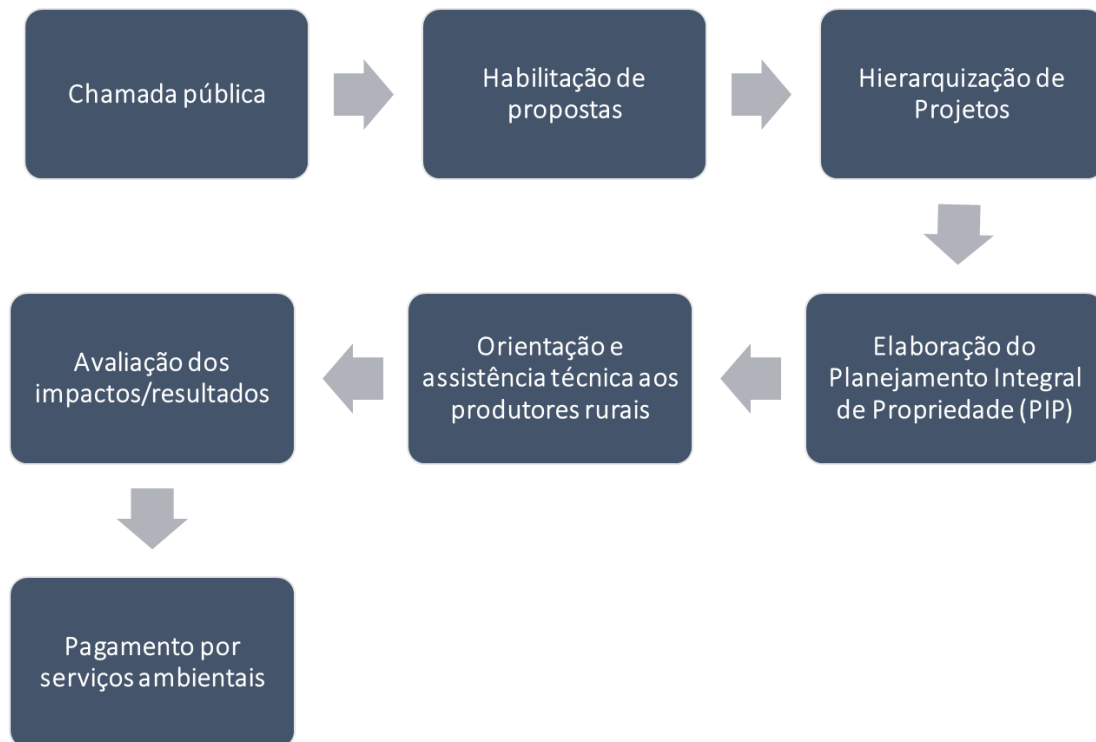 Chamada pública
Habilitação de
propostas
Hierarquização de
Projetos
Elaboração do
Planejamento Integral
de Propriedade (PIP)
Orientação e
assistência técnica aos
produtores rurais
Avaliação dos
impactos/resultados
Pagamento por
serviços ambientais